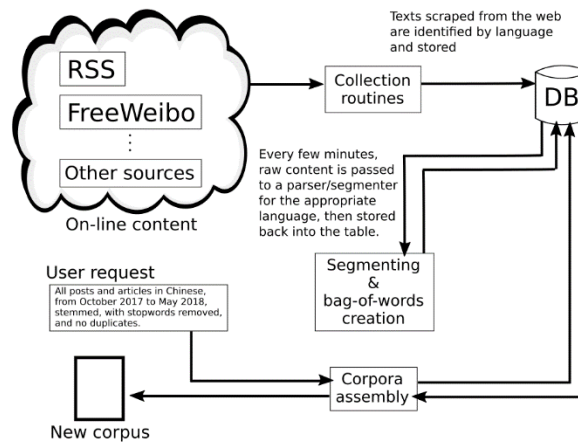 Texts scraped from the web
are identified by language
and stored
RSS
FreeWeibo
Other sources
On-line content
Collection
routines
DB
Every few minutes,
raw content is passed
to a parser/segmenter
for the appropriate
language, then stored
back into the table.
Segmenting
&
bag-of-words
creation
User request
All posts and articles in Chinese,
from October 2017 to May 2018,
stemmed, with stopwords removed,
and no duplicates.
Corpora
assembly
New corpus